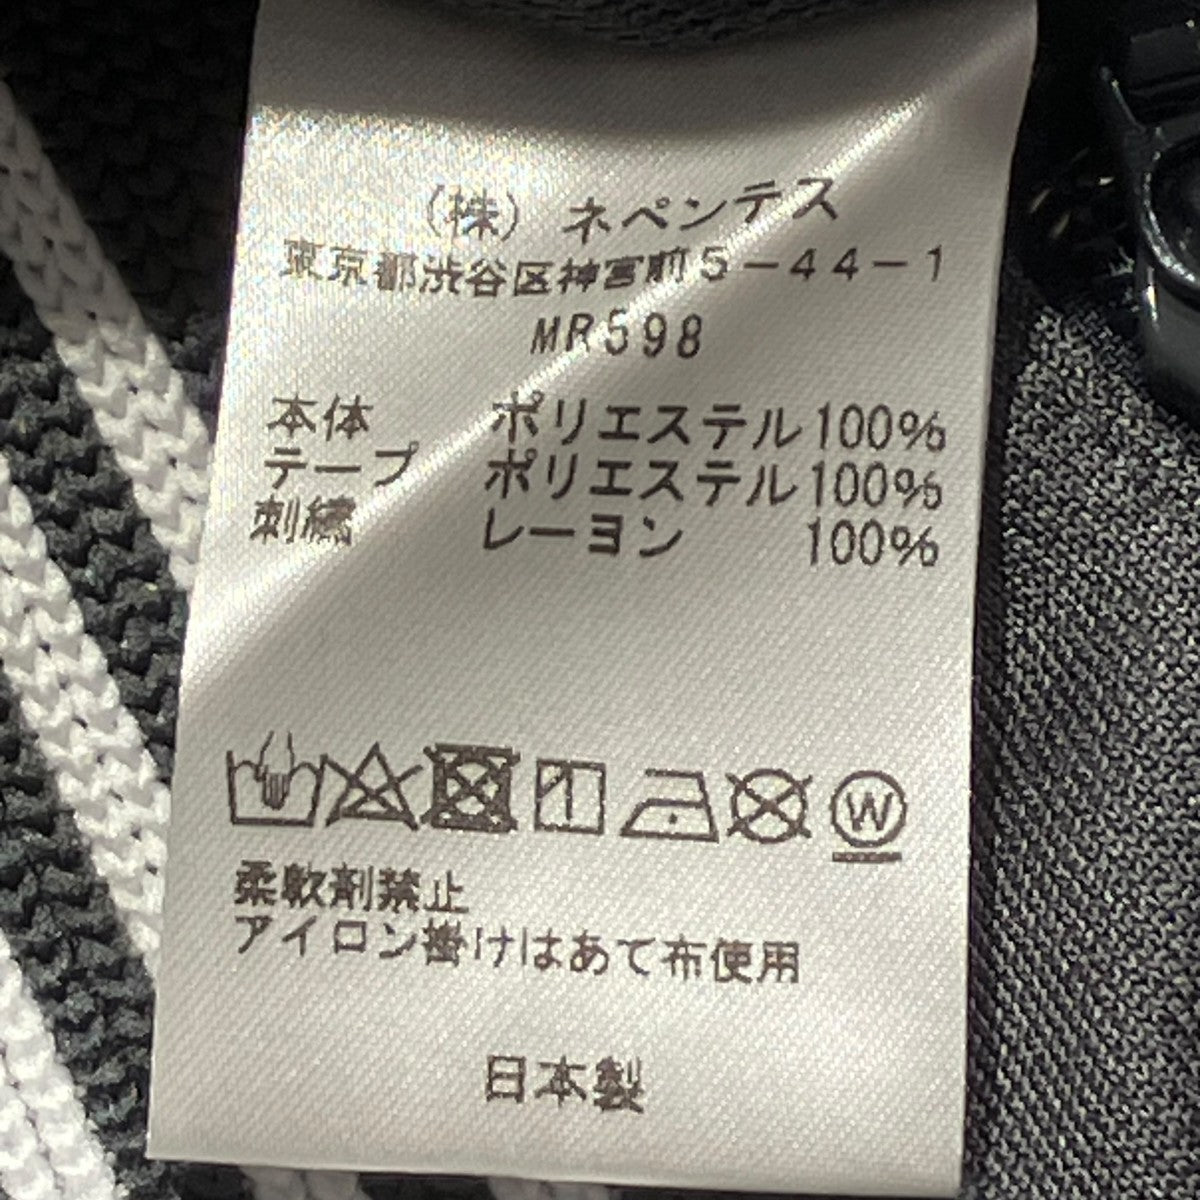 (株) ネペンテス
東京都渋谷区神宮前5-44-1
MR598
本体 ポリエステル100%
テープ ポリエステル100%
刺繍 レーヨン 100%
W
柔軟剤禁止
アイロン掛けはあて布使用
日本製